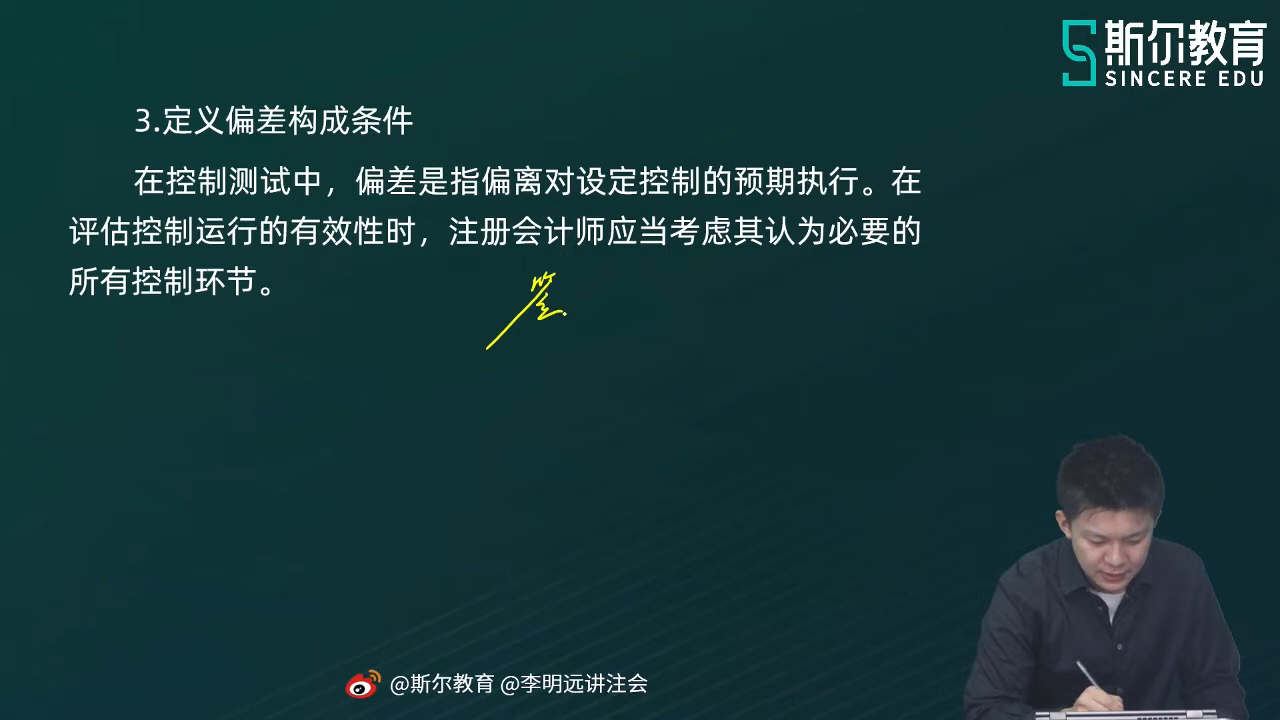 斯尔教育
SINCERE EDU
3.定义偏差构成条件
在控制测试中，偏差是指偏离对设定控制的预期执行。在
评估控制运行的有效性时，注册会计师应当考虑其认为必要的
所有控制环节。
@斯尔教育 @李明远讲注会